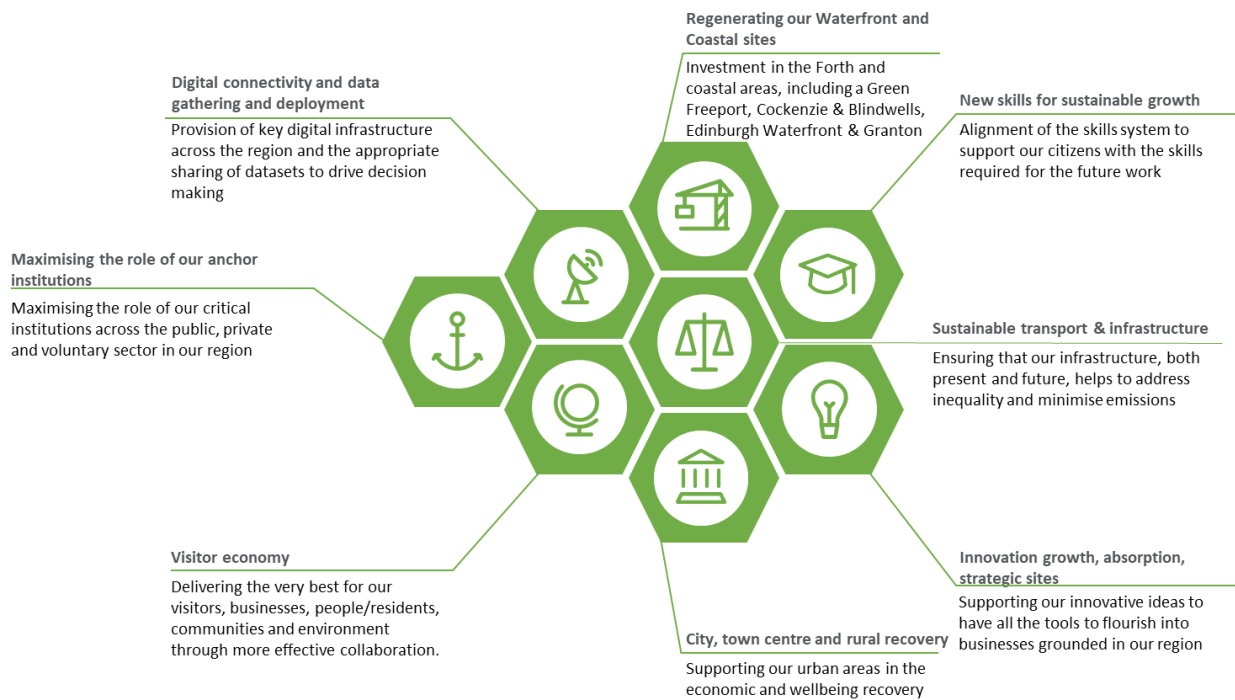 Regenerating our Waterfront and
Coastal sites
Investment in the Forth and
coastal areas, including a Green
Freeport, Cockenzie & Blindwells,
Edinburgh Waterfront & Granton
Digital connectivity and data
gathering and deployment
Provision of key digital infrastructure
across the region and the appropriate
sharing of datasets to drive decision
making
New skills for sustainable growth
Alignment of the skills system to
support our citizens with the skills
required for the future work
Maximising the role of our anchor
institutions
Maximising the role of our critical
institutions across the public, private
and voluntary sector in our region
Sustainable transport & infrastructure
Ensuring that our infrastructure, both
present and future, helps to address
inequality and minimise emissions
Visitor economy
Delivering the very best for our
visitors, businesses, people/residents,
communities and environment
through more effective collaboration.
Innovation growth, absorption,
strategic sites
Supporting our innovative ideas to
have all the tools to flourish into
businesses grounded in our region
City, town centre and rural recovery
Supporting our urban areas in the
economic and wellbeing recovery